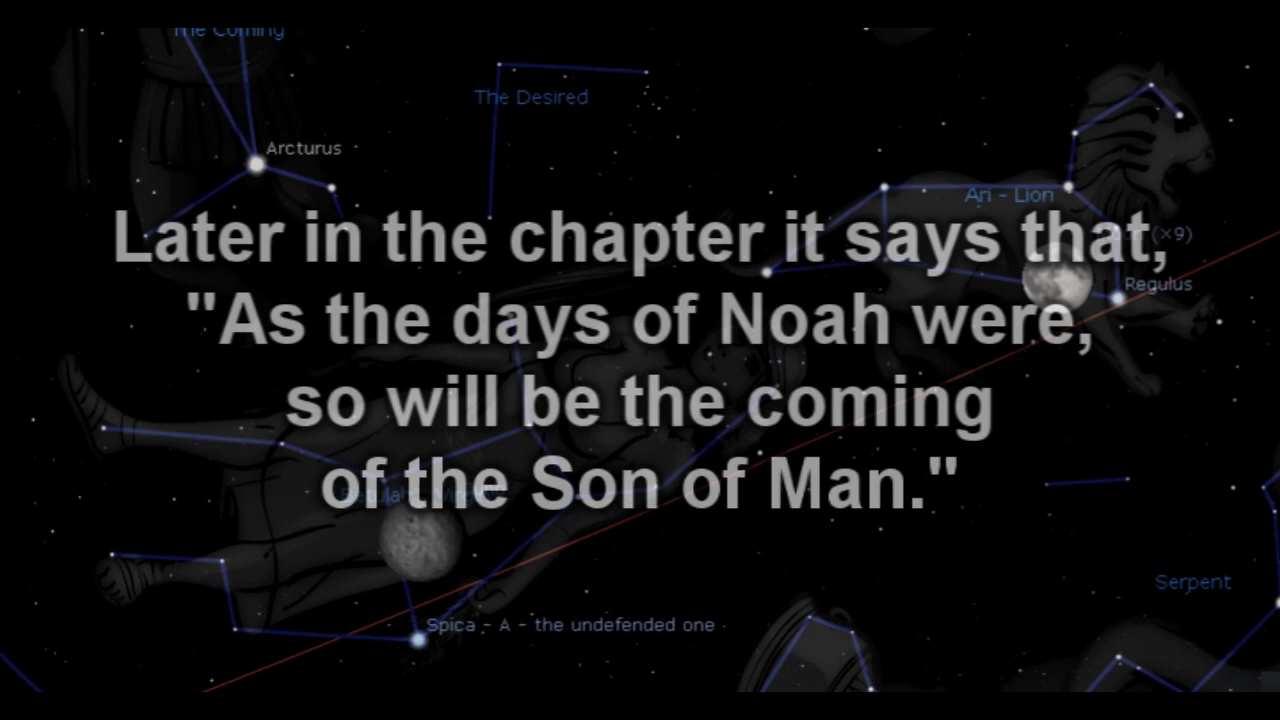 The Coming
The Desired
Arcturus
Ari - Lion
Later in the chapter it says that,
(×9)
Regulus
"As the days of Noah were,
so will be the coming
of the Son of Man."
Serpent
Spica - A - the undefended one